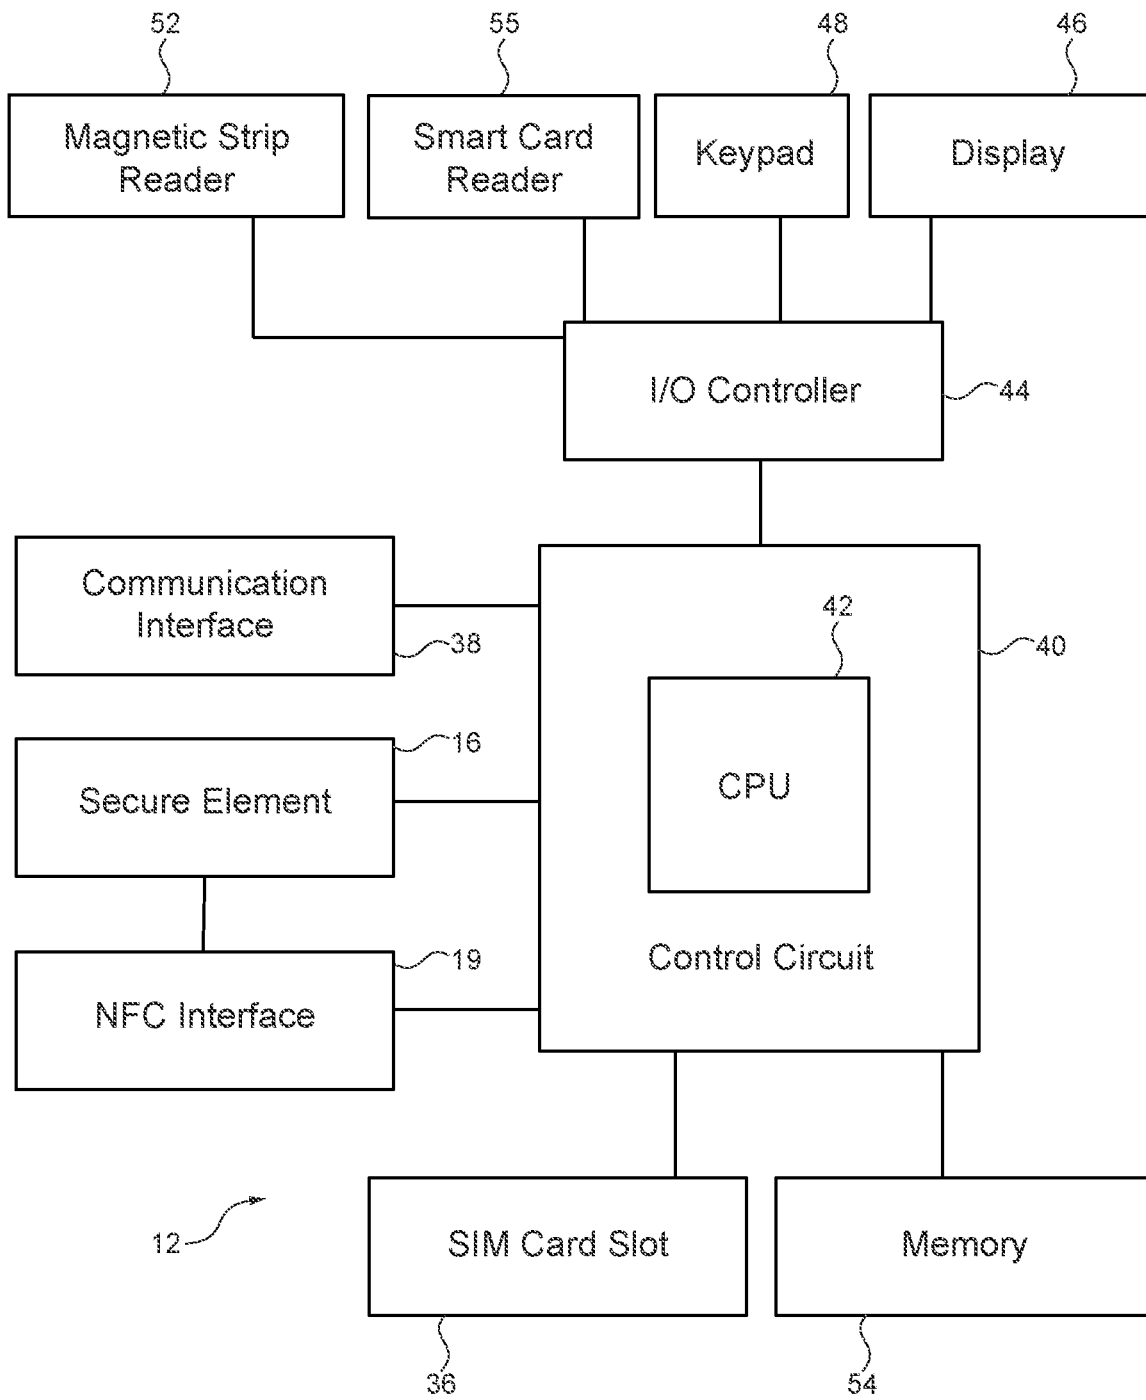 52
55
48
46
Magnetic Strip
Reader
Smart Card
Reader
Keypad
Display
I/O Controller
44
Communication
Interface
38
42
40
16
Secure Element
CPU
19
NFC Interface
Control Circuit
12
SIM Card Slot
Memory
36
54